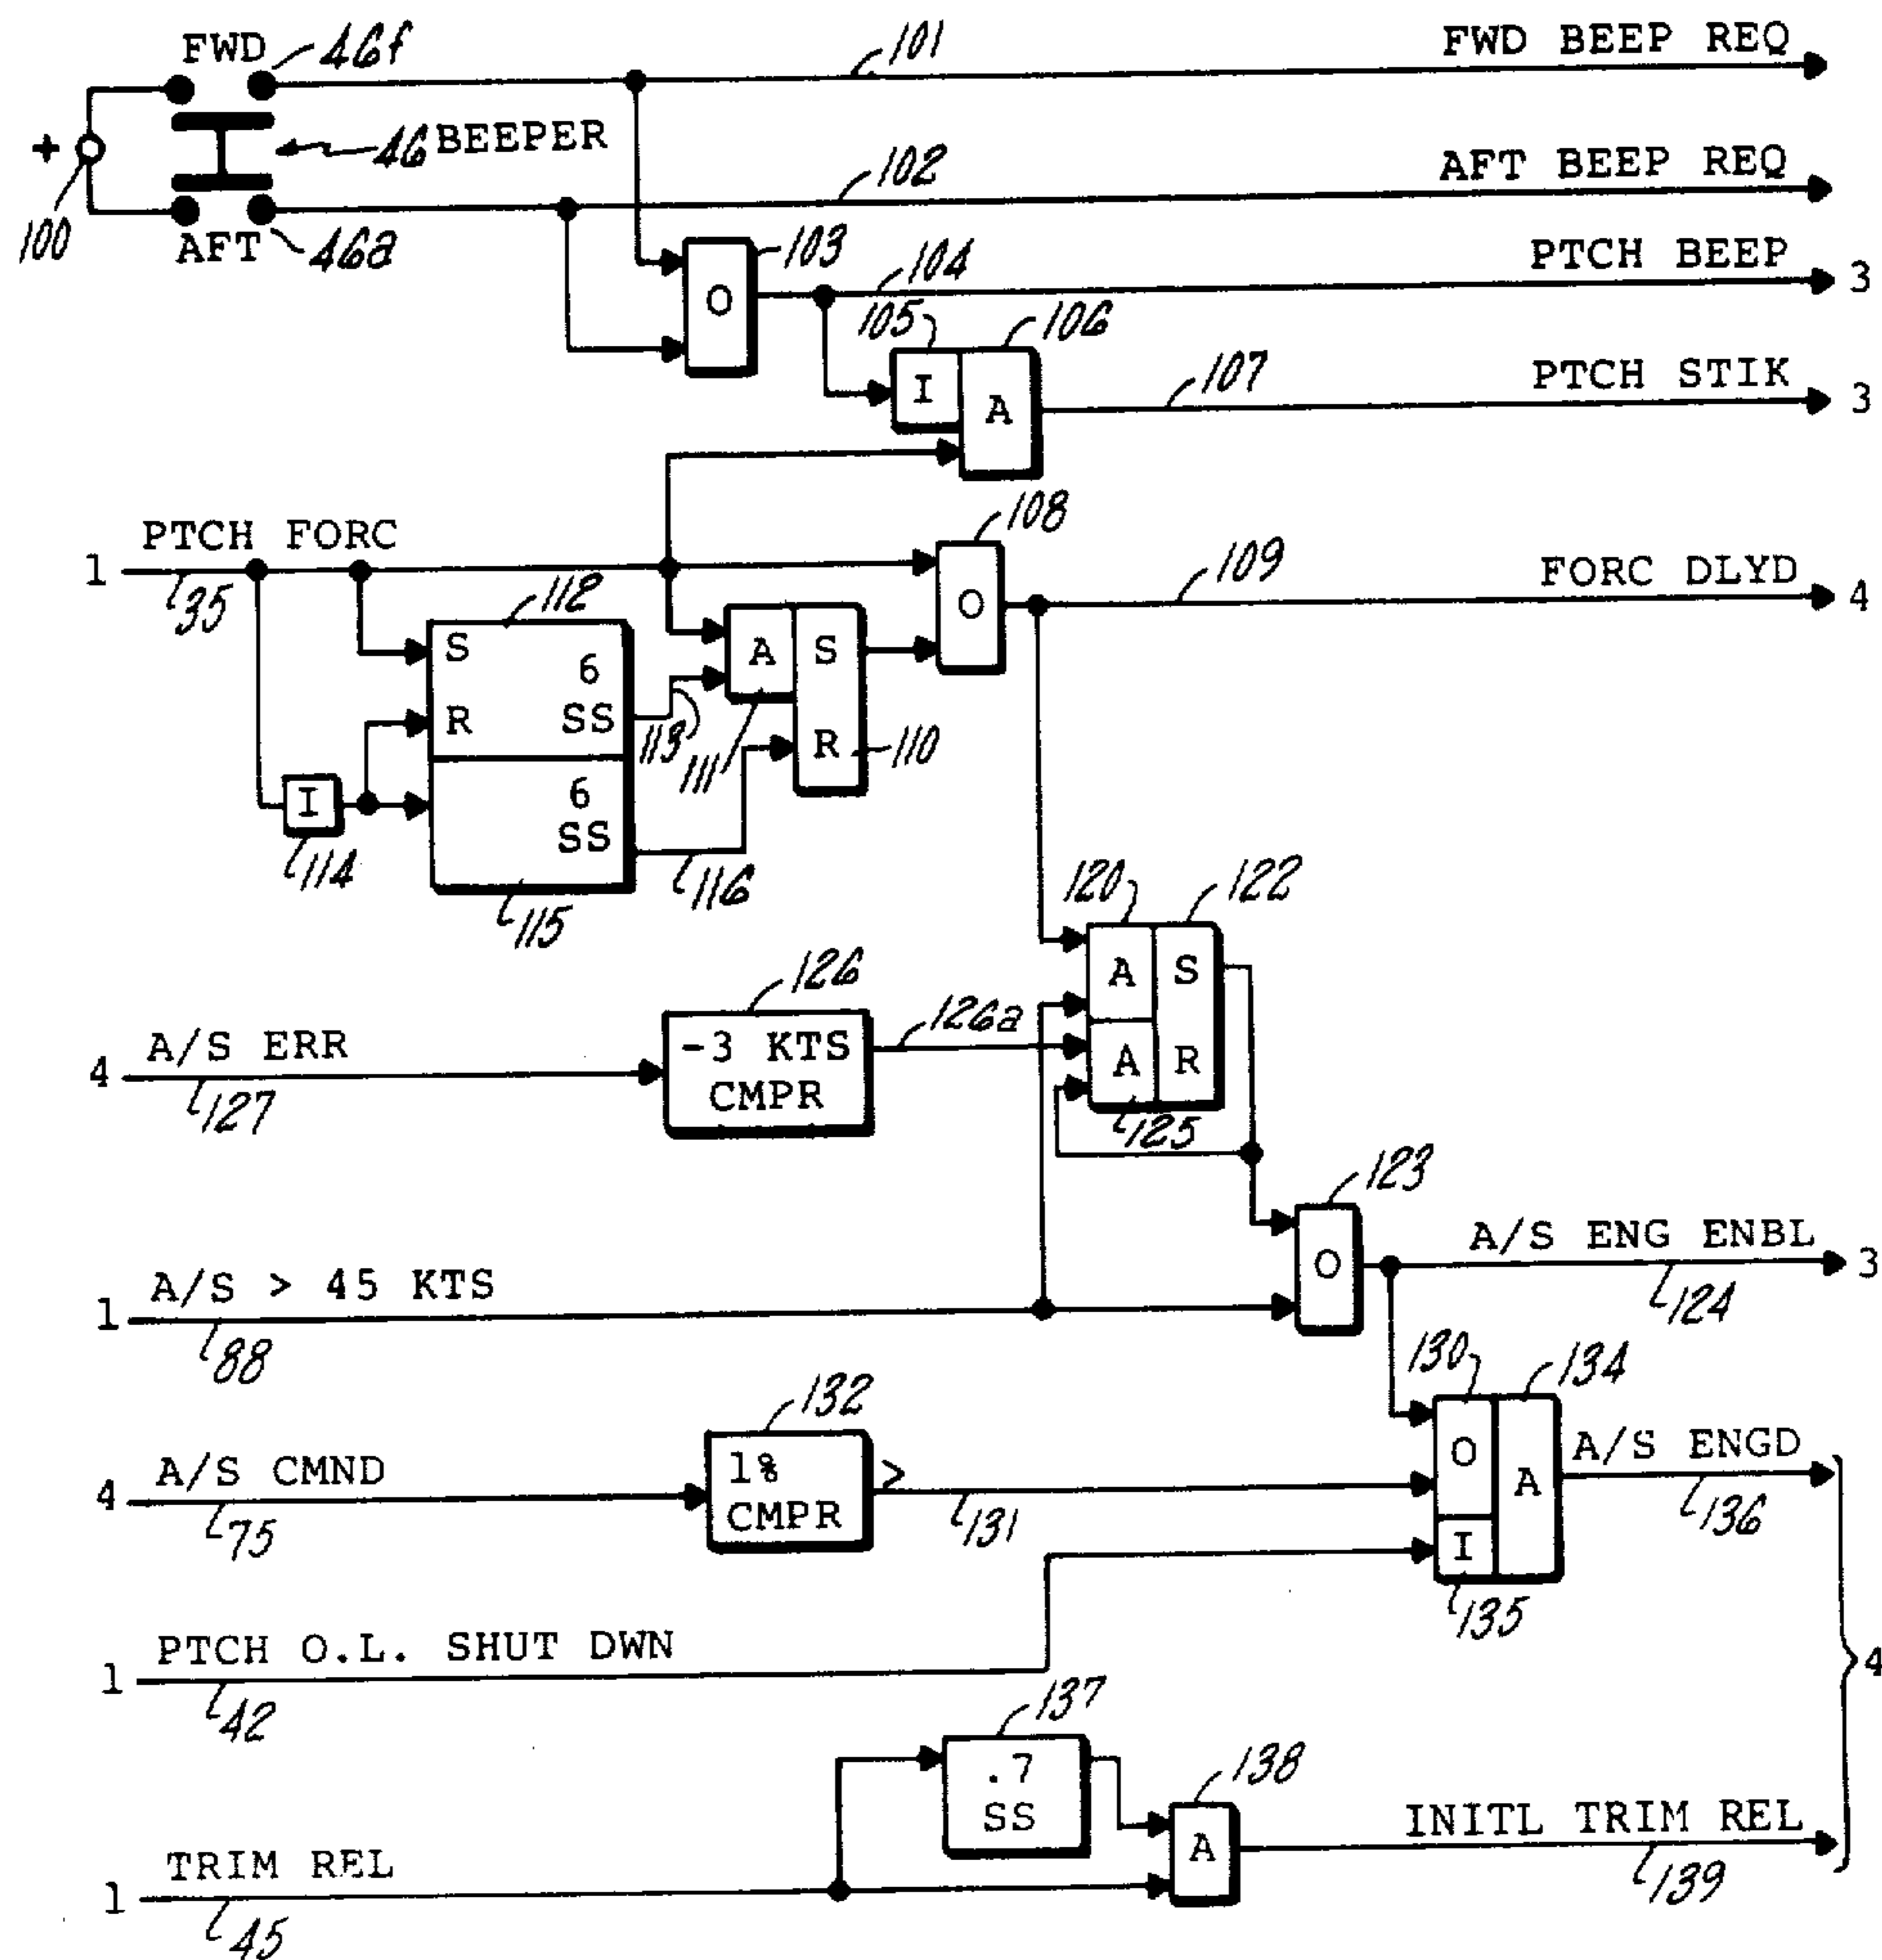 FWD 46f 101 FWD BEEP REQ
+ 46 BEEPER 102 AFT BEEP REQ
100 AFT 46a 103 104 PTCH BEEP 3
O
105 106
I A 107 PTCH STIK 3
108
1 PTCH FORC 109 FORC DLYD 4
35 112 O
S 6 A S
R SS 113 111 R 110
I 6
114 SS 116
115
120 122
126 A S
4 A/S ERR -3 KTS 126a A R
127 CMPR 125
123
A/S ENG ENBL 3
1 A/S > 45 KTS O 124
88 130 134
132
4 A/S CMND 1% > O A A/S ENGD
75 CMPR 131 I 136
135
1 PTCH O.L. SHUT DWN 4
42 137
.7 138
SS
A INITL TRIM REL
1 TRIM REL 139
45